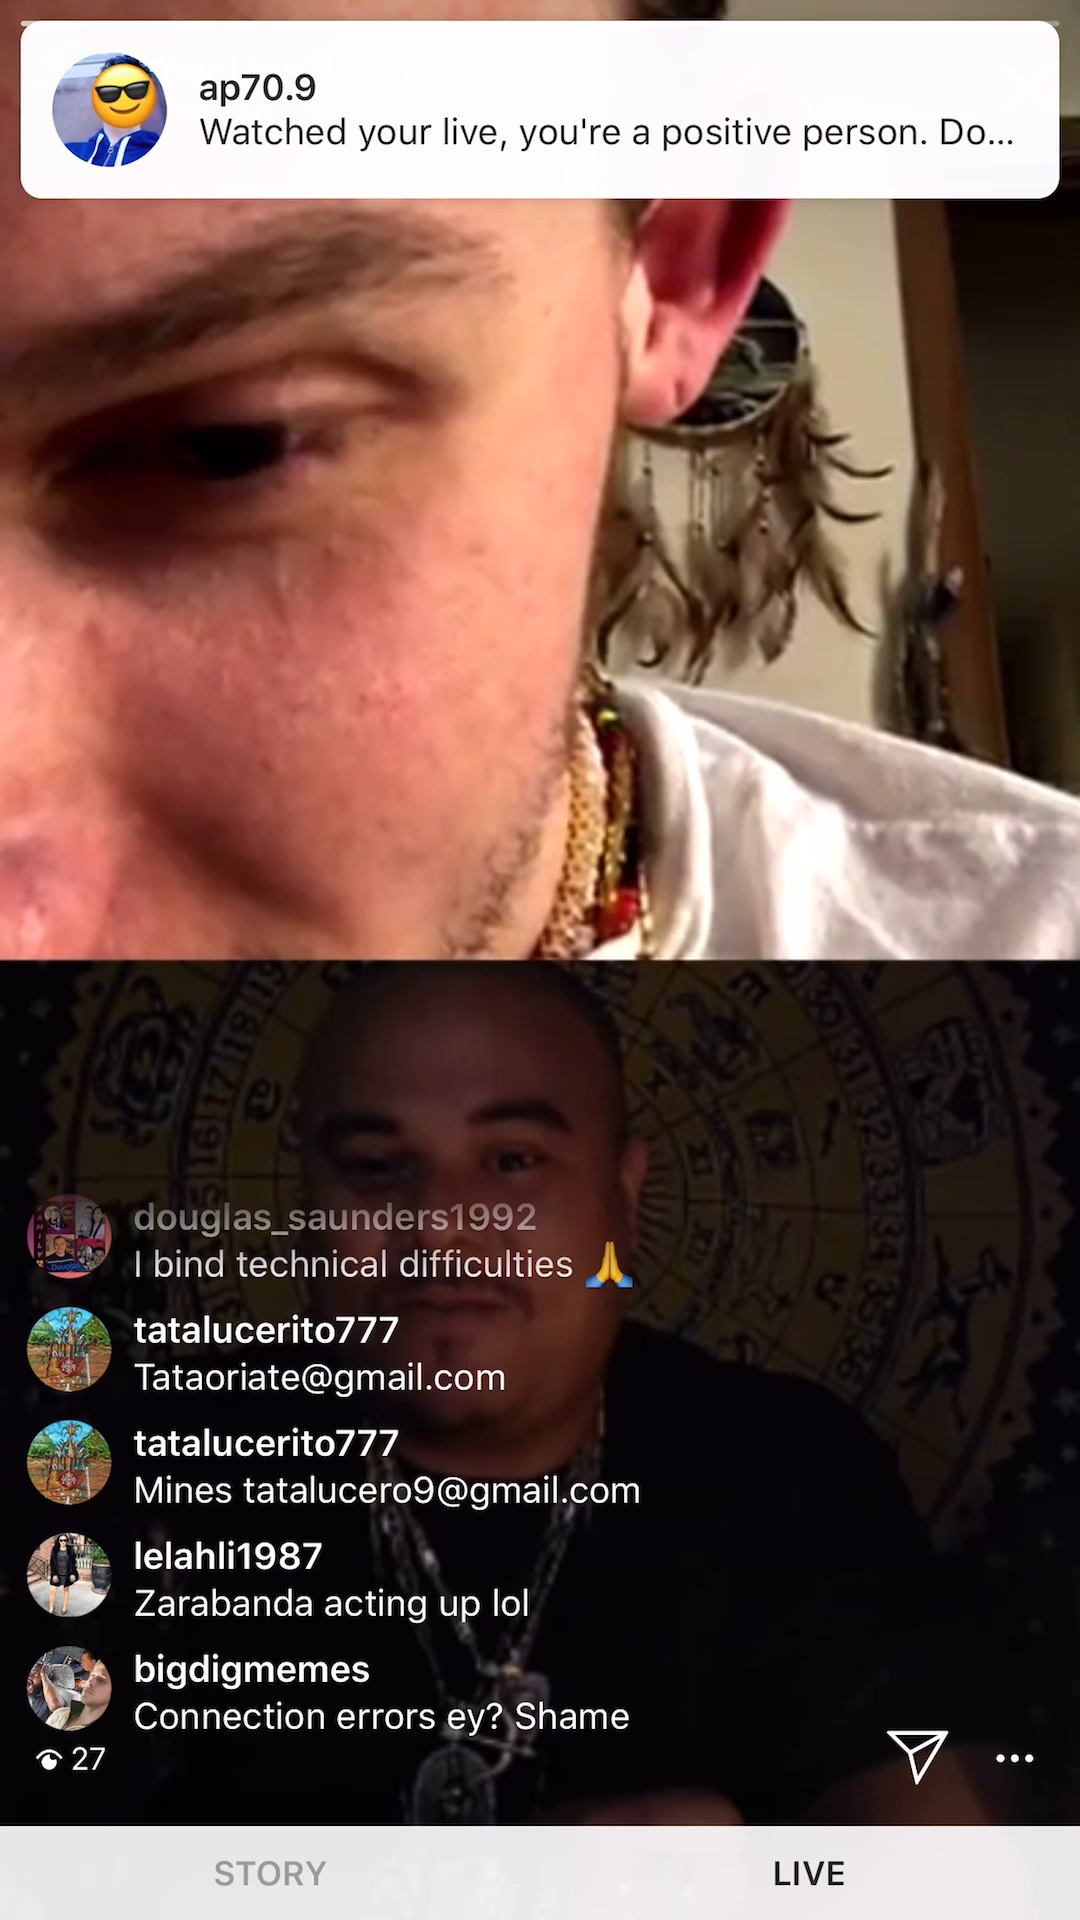 ap70.9
Watched your live, you're a positive person. Do...
douglas_saunders1992
I bind technical difficulties 🙏
tatalucerito777
Tataoriate@gmail.com
tatalucerito777
Mines tatalucero9@gmail.com
lelahli1987
Zarabanda acting up lol
bigdigmemes
Connection errors ey? Shame
27
STORY
LIVE